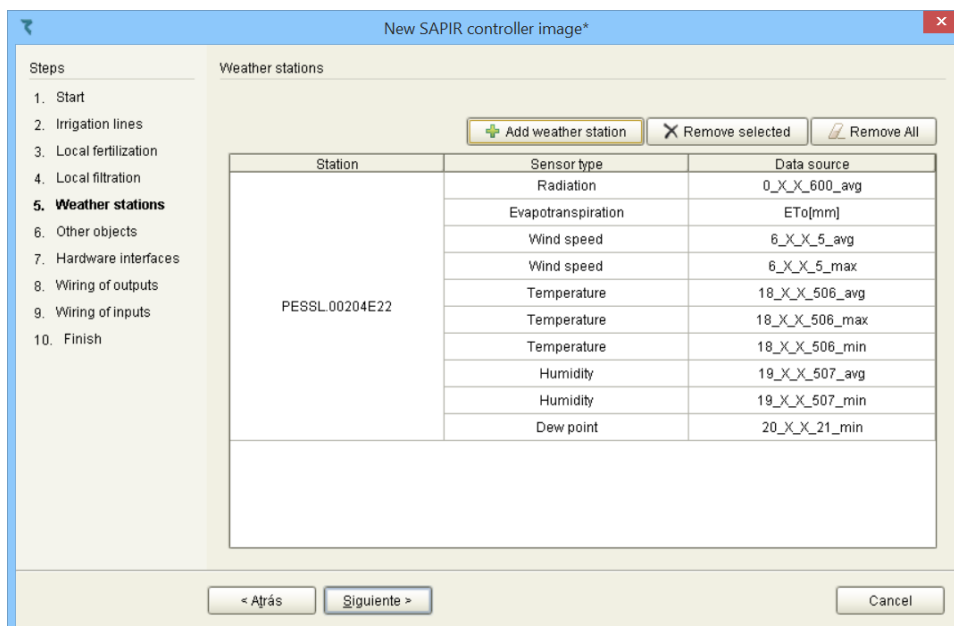 New SAPIR controller image*
Steps
1. Start
2. Irrigation lines
3. Local fertilization
4. Local filtration
5. Weather stations
6. Other objects
7. Hardware interfaces
8. Wiring of outputs
9. Wiring of inputs
10. Finish
Weather stations
Add weather station Remove selected Remove All
Station Sensor type Data source
PESSL.00204E22
Radiation 0_X_X_600_avg
Evapotranspiration ETo[mm]
Wind speed 6_X_X_5_avg
Wind speed 6_X_X_5_max
Temperature 18_X_X_506_avg
Temperature 18_X_X_506_max
Temperature 18_X_X_506_min
Humidity 19_X_X_507_avg
Humidity 19_X_X_507_min
Dew point 20_X_X_21_min
< Atrás Siguiente > Cancel